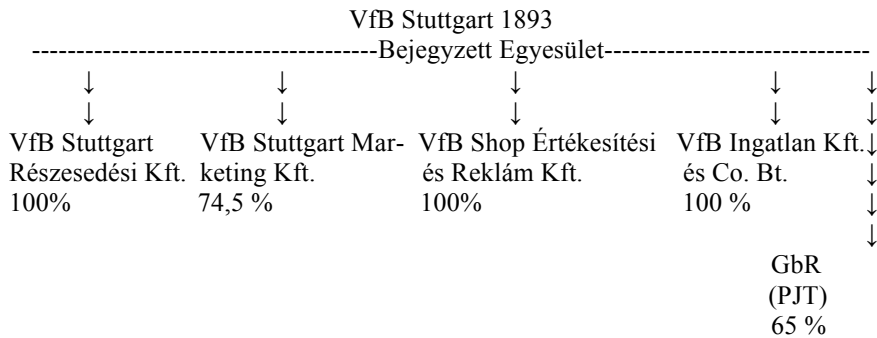 VfB Stuttgart 1893
---------------------------------------Bejegyzett Egyesület------------------------------
↓ ↓ ↓ ↓ ↓
↓ ↓ ↓ ↓ ↓
VfB Stuttgart VfB Stuttgart Mar- VfB Shop Értékesítési VfB Ingatlan Kft.↓
Részesedési Kft. keting Kft. és Reklám Kft. és Co. Bt. ↓
100% 74,5 % 100% 100 % ↓
↓
GbR
(PJT)
65 %